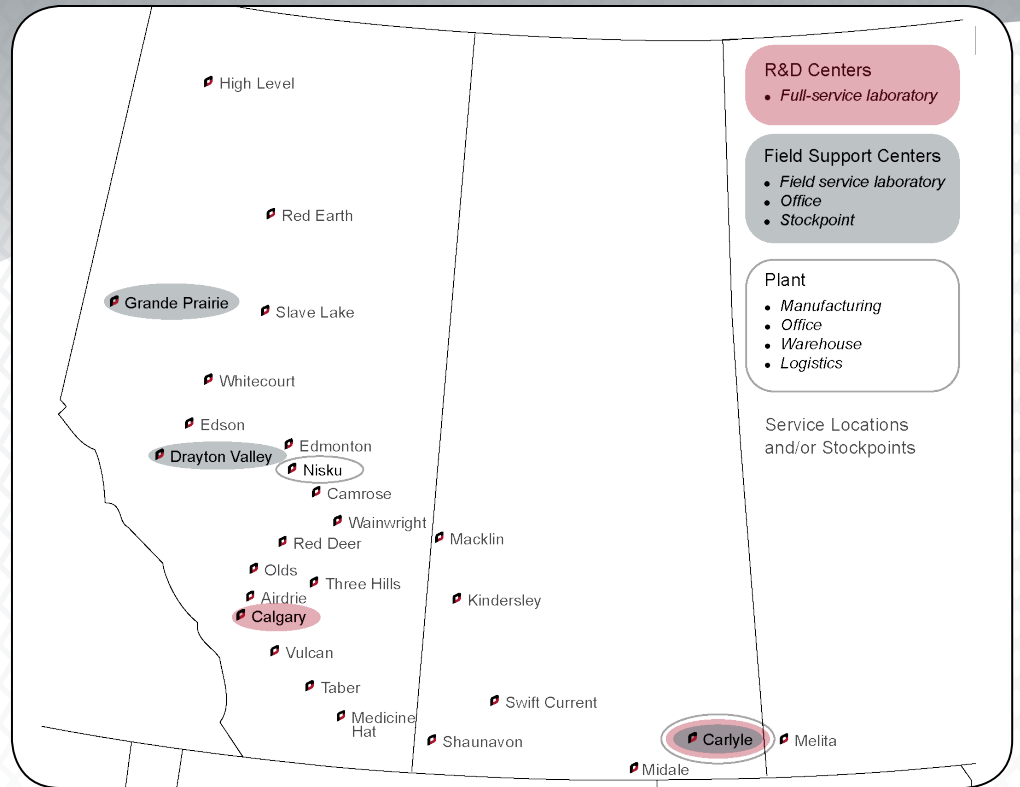 High Level
Red Earth
Grande Prairie
Slave Lake
Whitecourt
Edson
Edmonton
Drayton Valley
Nisku
Camrose
Wainwright
Macklin
Red Deer
Olds
Three Hills
Airdrie
Kindersley
Calgary
Vulcan
Taber
Swift Current
Medicine
Hat
Shaunavon
Carlyle
Melita
Midale
R&D Centers
• Full-service laboratory
Field Support Centers
• Field service laboratory
• Office
• Stockpoint
Plant
• Manufacturing
• Office
• Warehouse
• Logistics
Service Locations
and/or Stockpoints